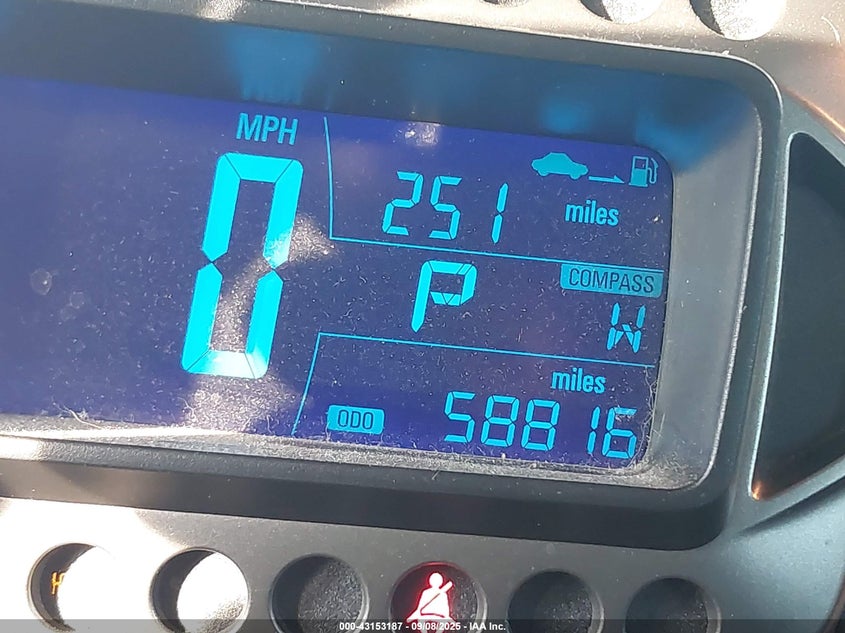 MPH
0
251
miles
P
COMPASS
W
miles
ODO 58816
000-43153187 - 09/08/2025 - IAA Inc.